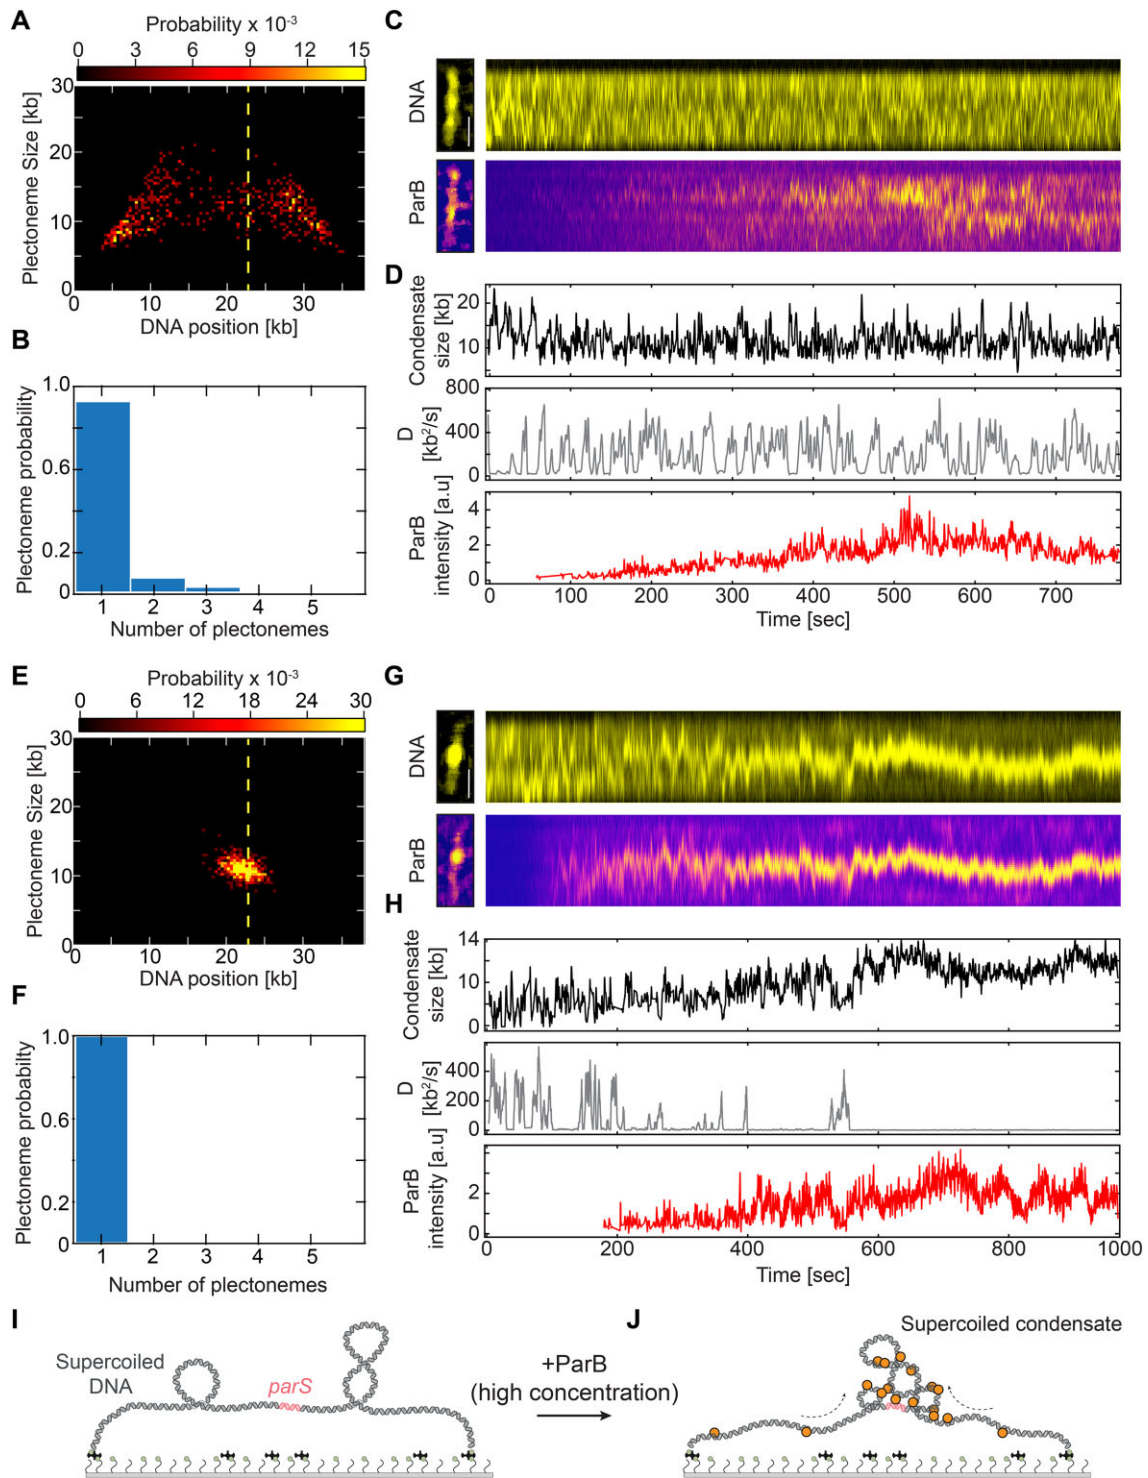 A
Probability x 10⁻³
0 3 6 9 12 15
Plectoneme Size [kb]
30
20
10
0
0 10 20 30
DNA position [kb]
B
Plectoneme probability
1.0
0.6
0.2
0
1 2 3 4 5
Number of plectonemes
C
DNA
ParB
D
Condensate
size [kb]
20
10
D
[kb²/s]
800
400
0
ParB
intensity [a.u]
4
2
0
0 100 200 300 400 500 600 700
Time [sec]
E
Probability x 10⁻³
0 6 12 18 24 30
Plectoneme Size [kb]
30
20
10
0
0 10 20 30
DNA position [kb]
F
Plectoneme probabilty
1.0
0.6
0.2
0
1 2 3 4 5
Number of plectonemes
G
DNA
ParB
H
Condensate
size [kb]
14
10
0
D
[kb²/s]
400
200
0
ParB
intensity [a.u]
2
0
0 200 400 600 800 1000
Time [sec]
I
Supercoiled
DNA
parS
+ParB
(high concentration)
J
Supercoiled condensate